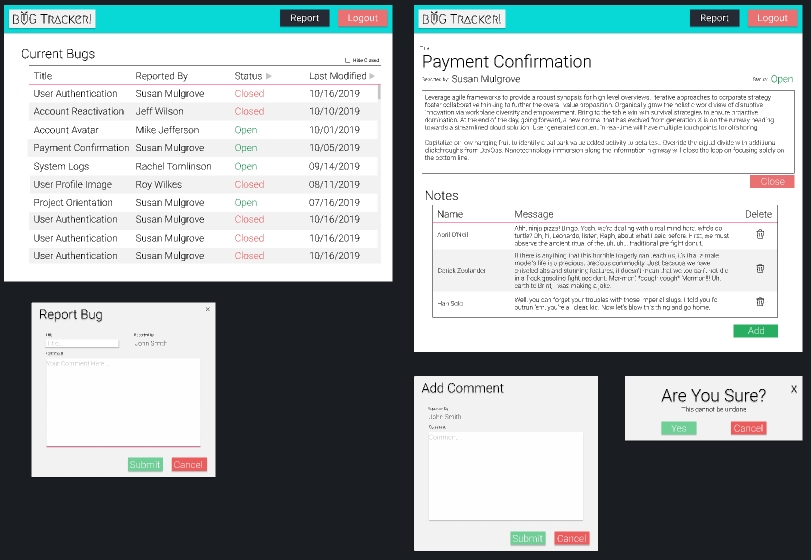 BUG TRACKER!
Report
Logout
Current Bugs
Hide Closed
Title Reported By Status Last Modified
User Authentication Susan Mulgrove Closed 10/16/2019
Account Reactivation Jeff Wilson Closed 10/10/2019
Account Avatar Mike Jefferson Open 10/01/2019
Payment Confirmation Susan Mulgrove Open 10/05/2019
System Logs Rachel Tomlinson Open 09/14/2019
User Profile Image Roy Wilkes Closed 08/11/2019
Project Orientation Susan Mulgrove Open 07/16/2019
User Authentication Susan Mulgrove Closed 10/16/2019
User Authentication Susan Mulgrove Closed 10/16/2019
User Authentication Susan Mulgrove Closed 10/16/2019
Report Bug
x
Title
Reported By
Title
John Smith
Your Comment Here...
Submit
Cancel
BUG TRACKER!
Report
Logout
Title
Payment Confirmation
Reported by Susan Mulgrove
Status Open
Leverage agile frameworks to provide a robust synopsis for high level overviews. Iterative approaches to corporate strategy
foster collaborative thinking to further the overall value proposition. Organically grow the holistic world view of disruptive
innovation via workplace diversity and empowerment. Bring to the table win-win survival strategies to ensure proactive
domination. At the end of the day, going forward, a new normal that has evolved from generation X is on the runway heading
towards a streamlined cloud solution. User generated content in real-time will have multiple touchpoints for offshoring.
Capitalize on low hanging fruit to identify a ballpark value added activity to beta test. Override the digital divide with additional
clickthroughs from DevOps. Nanotechnology immersion along the information highway will close the loop on focusing solely on
the bottom line.
Close
Notes
Name Message Delete
April O'Neil
Ahh, ninja pizza! Bingo. Yeah, we're dealing with a real mind here, who's do
turtle? Oh, hi, Leonardo, listen, Raph, about what I said before. First, we must
observe the ancient ritual of the, uh, uh... traditional pre fight donut.
Derek Zoolander
If there is anything that this horrible tragedy can teach us, it's that a male
model's life is a precious, precious commodity. Just because we have
chiseled abs and stunning features, it doesn't mean that we too can't not die
in a freak gasoline fight accident. Mer-man! *cough cough* Merman!!! Uh,
earth to Brint, I was making a joke.
Han Solo
Well, you can forget your troubles with those Imperial slugs. I told you I'd
outrun 'em, you're all clear, kid. Now let's blow this thing and go home.
Add
Add Comment
Reported By
John Smith
Comment
Comment...
Submit
Cancel
X
Are You Sure?
This cannot be undone
Yes
Cancel